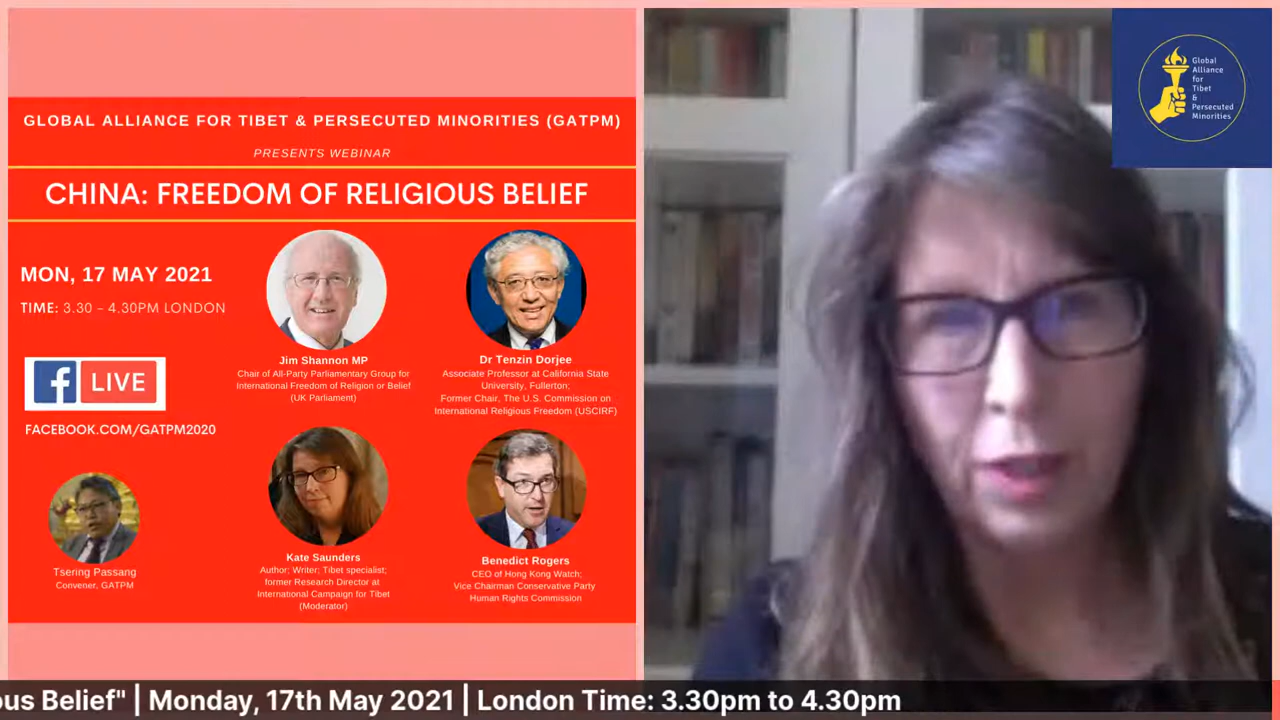 GLOBAL ALLIANCE FOR TIBET & PERSECUTED MINORITIES (GATPM)
PRESENTS WEBINAR
CHINA: FREEDOM OF RELIGIOUS BELIEF
MON, 17 MAY 2021
TIME: 3.30 – 4.30PM LONDON
f LIVE
FACEBOOK.COM/GATPM2020
Tsering Passang
Convener, GATPM
Jim Shannon MP
Chair of All-Party Parliamentary Group for
International Freedom of Religion or Belief
(UK Parliament)
Dr Tenzin Dorjee
Associate Professor at California State
University, Fullerton;
Former Chair, The U.S. Commission on
International Religious Freedom (USCIRF)
Kate Saunders
Author; Writer; Tibet specialist;
former Research Director at
International Campaign for Tibet
(Moderator)
Benedict Rogers
CEO of Hong Kong Watch;
Vice Chairman Conservative Party
Human Rights Commission
Global
Alliance
for
Tibet
&
Persecuted
Minorities
ous Belief" | Monday, 17th May 2021 | London Time: 3.30pm to 4.30pm